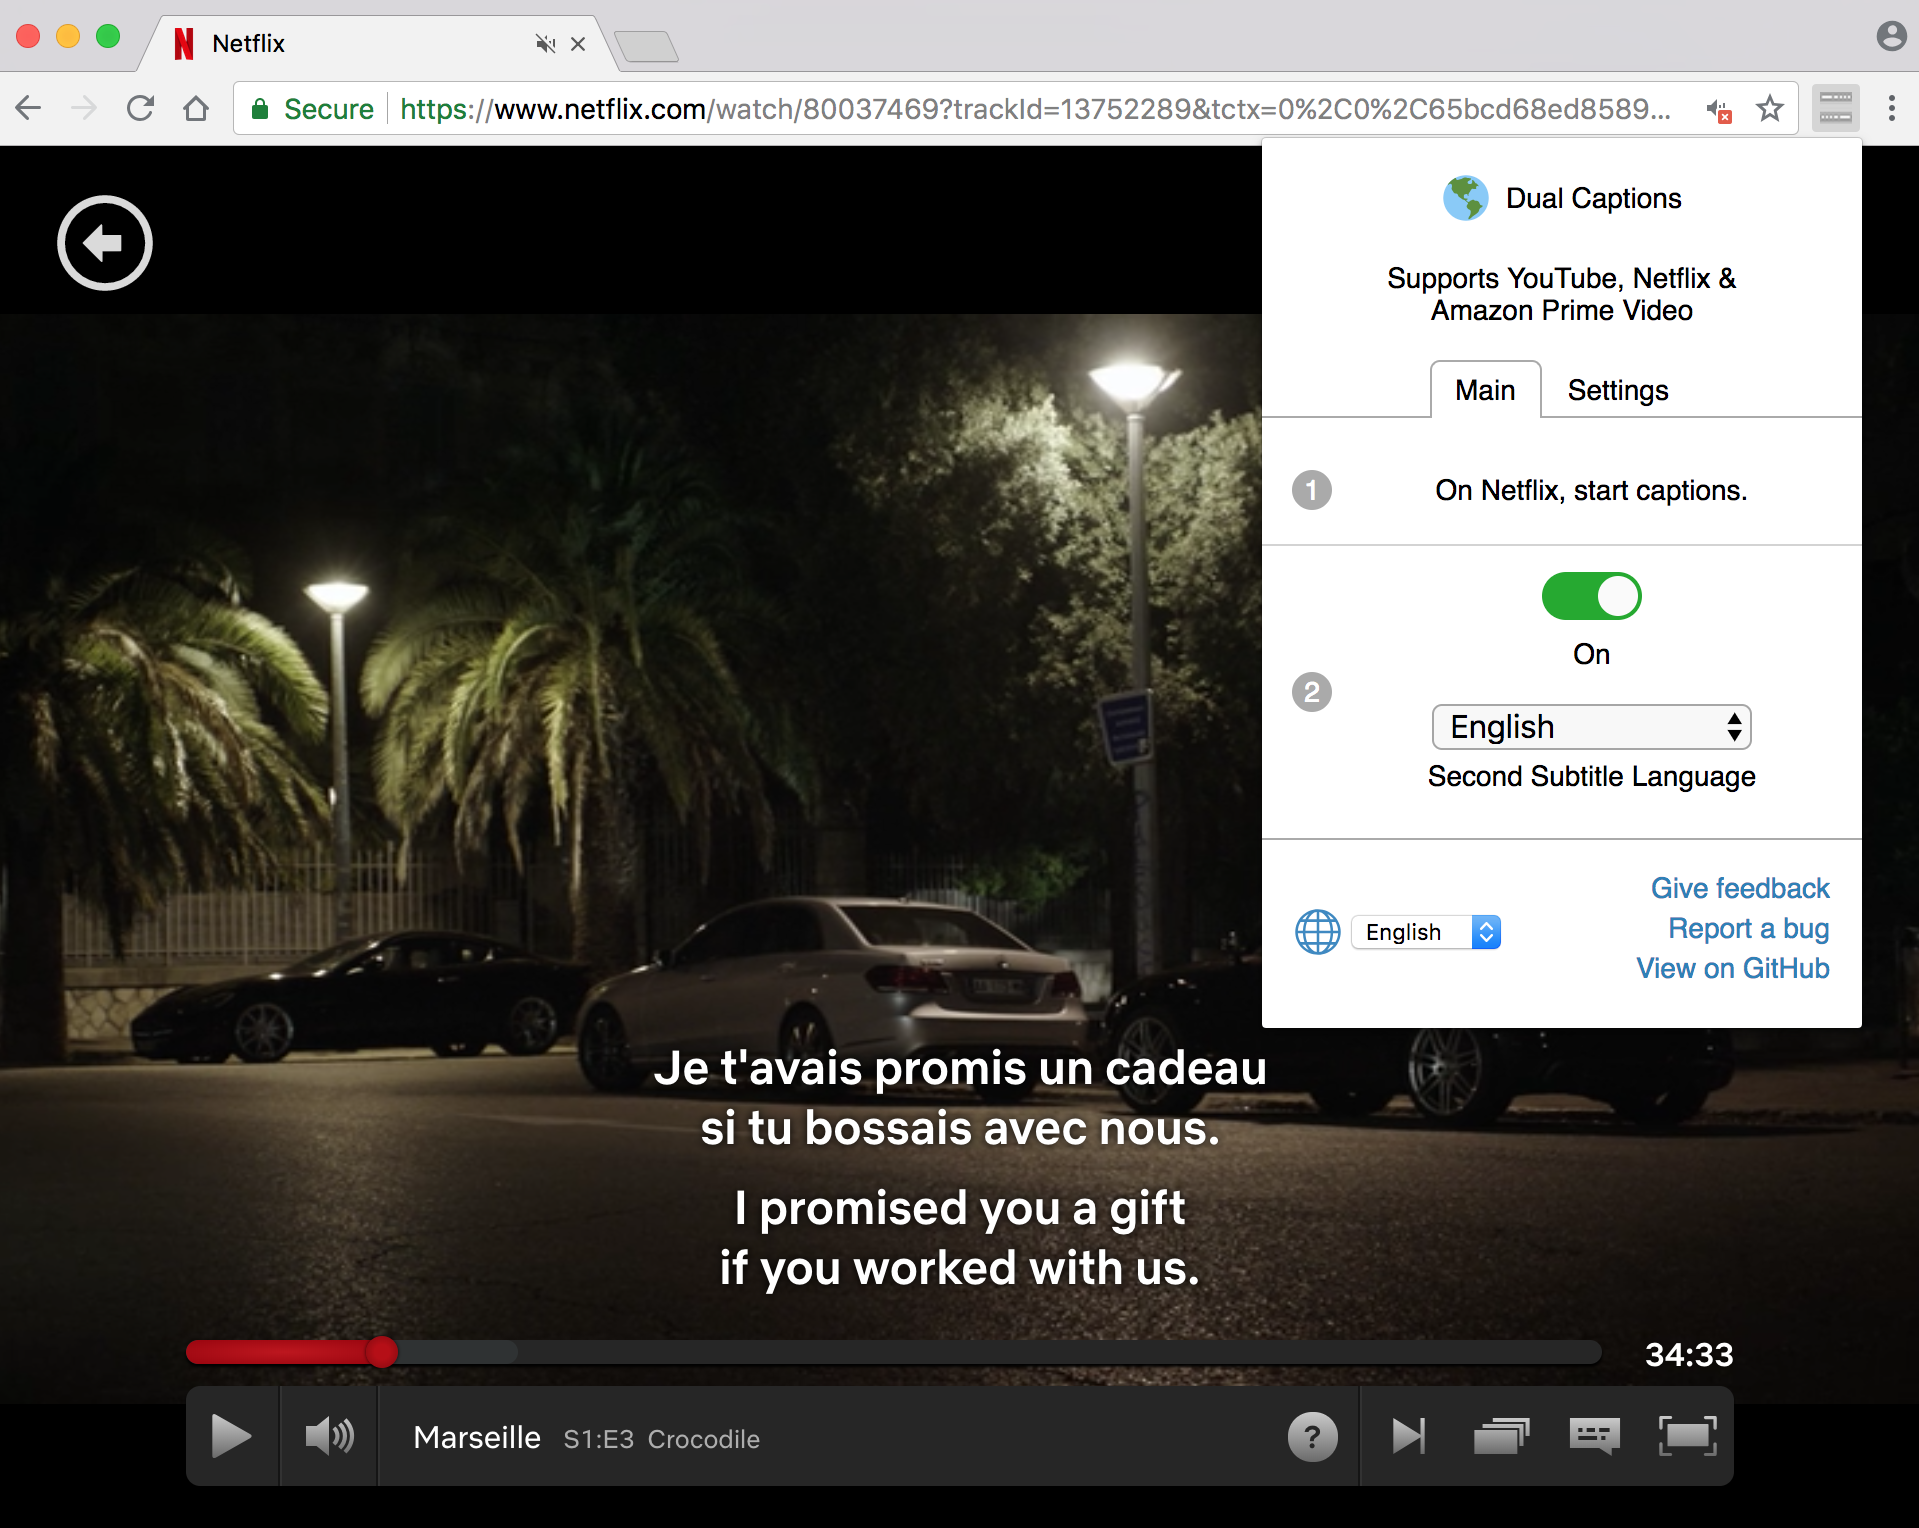 Netflix
Secure
https://www.netflix.com/watch/80037469?trackId=13752289&tctx=0%2C0%2C65bcd68ed8589...
Dual Captions
Supports YouTube, Netflix &
Amazon Prime Video
Main
Settings
1
On Netflix, start captions.
On
2
English
Second Subtitle Language
English
Give feedback
Report a bug
View on GitHub
Je t'avais promis un cadeau
si tu bossais avec nous.
I promised you a gift
if you worked with us.
34:33
Marseille S1:E3 Crocodile
?